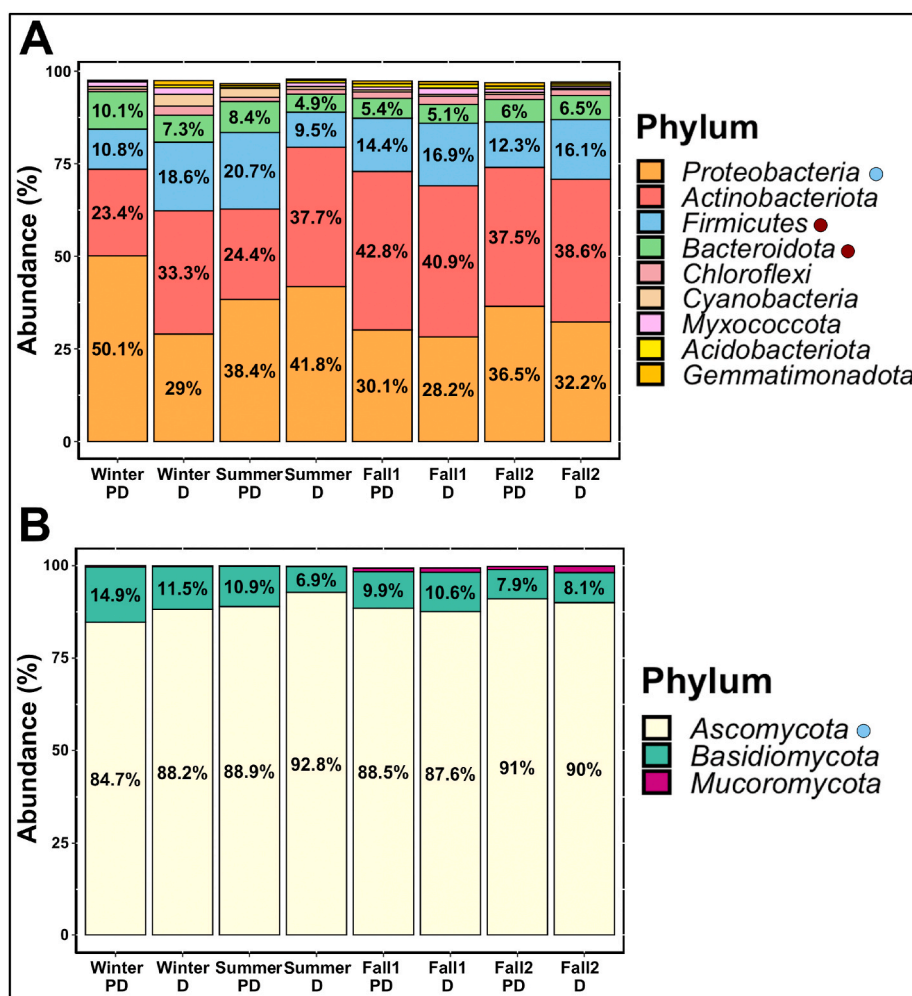 A
Abundance (%)
100
75
50
25
0
10.1%
10.8%
23.4%
50.1%
7.3%
18.6%
33.3%
29%
8.4%
20.7%
24.4%
38.4%
4.9%
9.5%
37.7%
41.8%
5.4%
14.4%
42.8%
30.1%
5.1%
16.9%
40.9%
28.2%
6%
12.3%
37.5%
36.5%
6.5%
16.1%
38.6%
32.2%
Winter PD
Winter D
Summer PD
Summer D
Fall1 PD
Fall1 D
Fall2 PD
Fall2 D
Phylum
Proteobacteria
Actinobacteriota
Firmicutes
Bacteroidota
Chloroflexi
Cyanobacteria
Myxococcota
Acidobacteriota
Gemmatimonadota
B
Abundance (%)
100
75
50
25
0
14.9%
84.7%
11.5%
88.2%
10.9%
88.9%
6.9%
92.8%
9.9%
88.5%
10.6%
87.6%
7.9%
91%
8.1%
90%
Winter PD
Winter D
Summer PD
Summer D
Fall1 PD
Fall1 D
Fall2 PD
Fall2 D
Phylum
Ascomycota
Basidiomycota
Mucoromycota